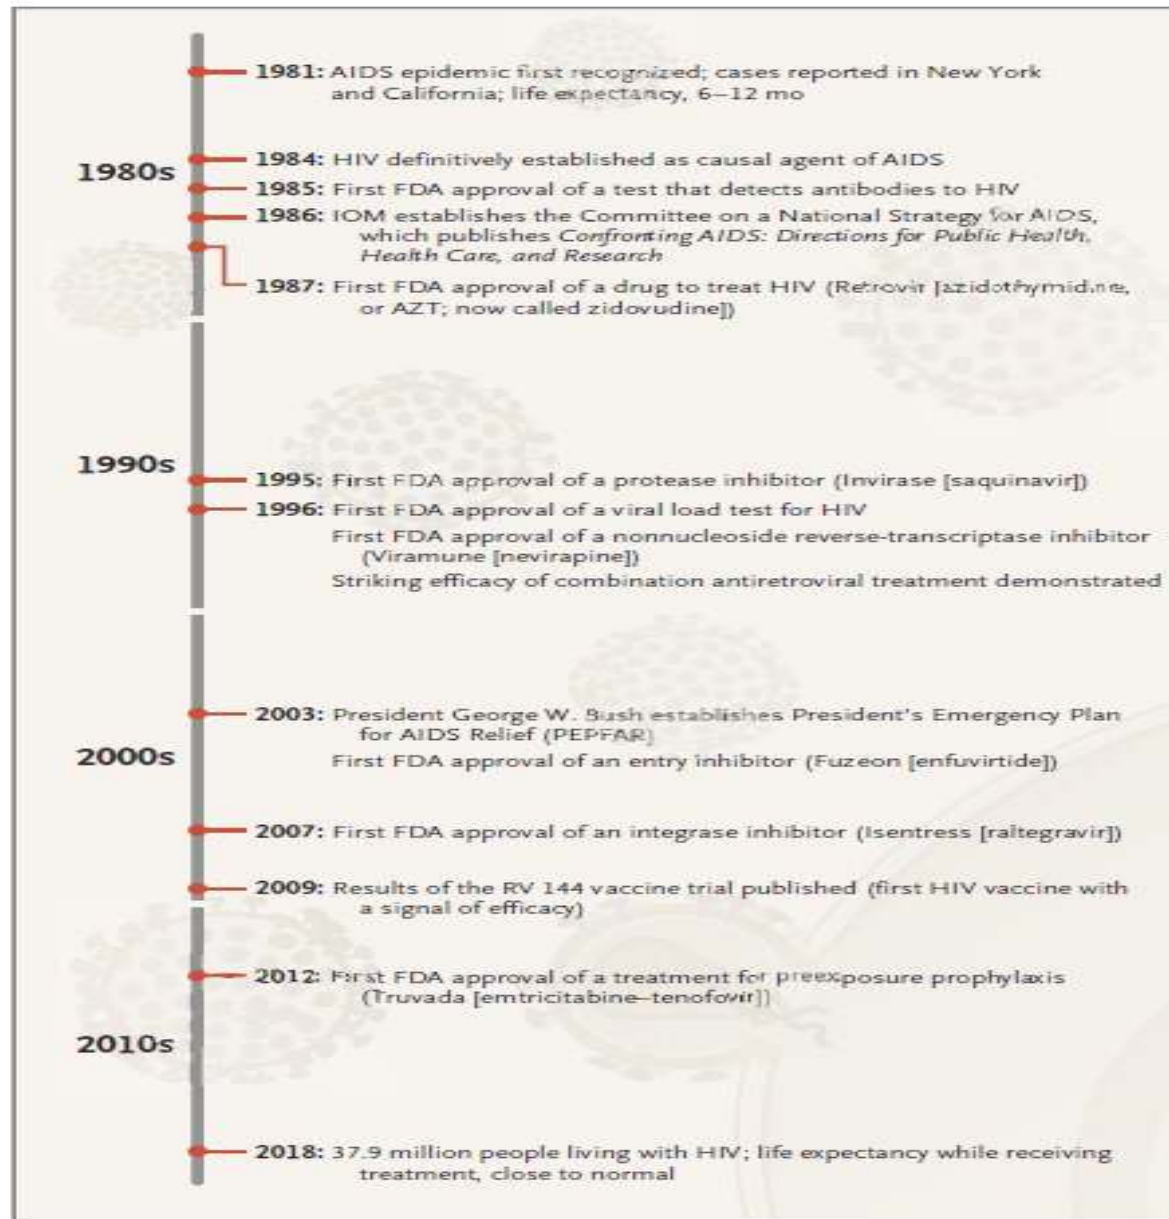 1981: AIDS epidemic first recognized; cases reported in New York
and California; life expectancy, 6–12 mo
1980s
1984: HIV definitively established as causal agent of AIDS
1985: First FDA approval of a test that detects antibodies to HIV
1986: IOM establishes the Committee on a National Strategy for AIDS,
which publishes Confronting AIDS: Directions for Public Health,
Health Care, and Research
1987: First FDA approval of a drug to treat HIV (Retrovir [azidothymidine,
or AZT; now called zidovudine])
1990s
1995: First FDA approval of a protease inhibitor (Invirase [saquinavir])
1996: First FDA approval of a viral load test for HIV
First FDA approval of a nonnucleoside reverse-transcriptase inhibitor
(Viramune [nevirapine])
Striking efficacy of combination antiretroviral treatment demonstrated
2003: President George W. Bush establishes President's Emergency Plan
for AIDS Relief (PEPFAR)
2000s
First FDA approval of an entry inhibitor (Fuzeon [enfuvirtide])
2007: First FDA approval of an integrase inhibitor (Isentress [raltegravir])
2009: Results of the RV 144 vaccine trial published (first HIV vaccine with
a signal of efficacy)
2012: First FDA approval of a treatment for preexposure prophylaxis
(Truvada [emtricitabine–tenofovir])
2010s
2018: 37.9 million people living with HIV; life expectancy while receiving
treatment, close to normal